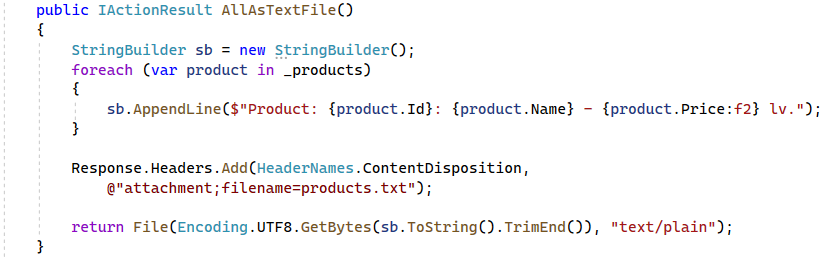 public IActionResult AllAsTextFile()
{
StringBuilder sb = new StringBuilder();
foreach (var product in _products)
{
sb.AppendLine($"Product: {product.Id}: {product.Name} - {product.Price:f2} lv.");
}
Response.Headers.Add(HeaderNames.ContentDisposition,
@"attachment;filename=products.txt");
return File(Encoding.UTF8.GetBytes(sb.ToString().TrimEnd()), "text/plain");
}